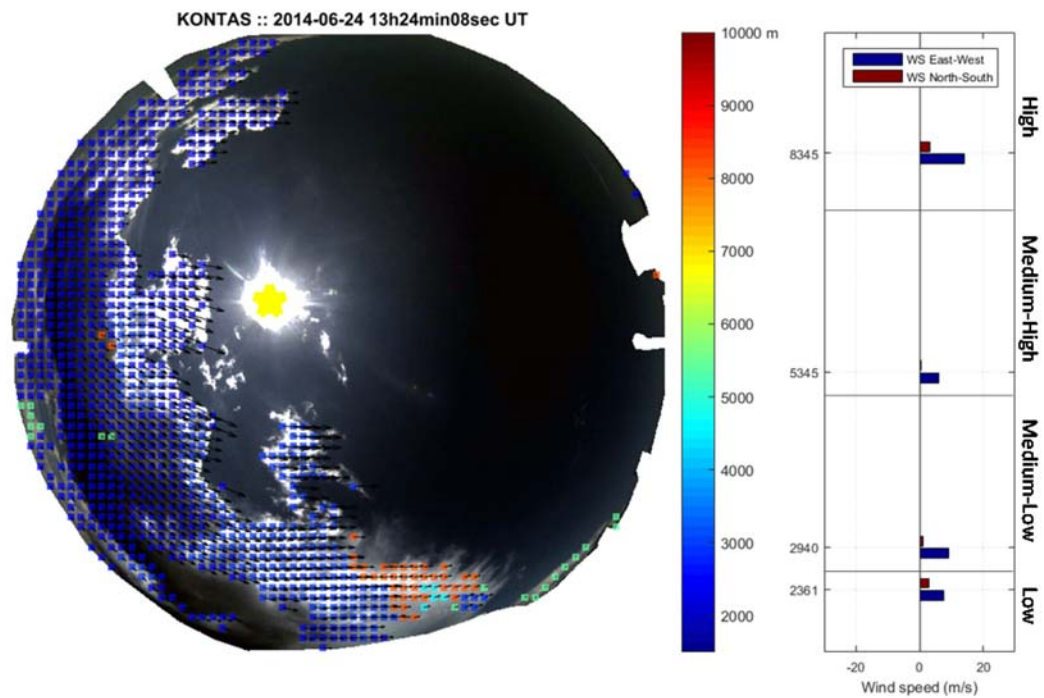 KONTAS :: 2014-06-24 13h24min08sec UT
10000 m
9000
8000
7000
6000
5000
4000
3000
2000
WS East-West
WS North-South
8345
5345
2940
2361
High
Medium-High
Medium-Low
Low
-20
0
20
Wind speed (m/s)